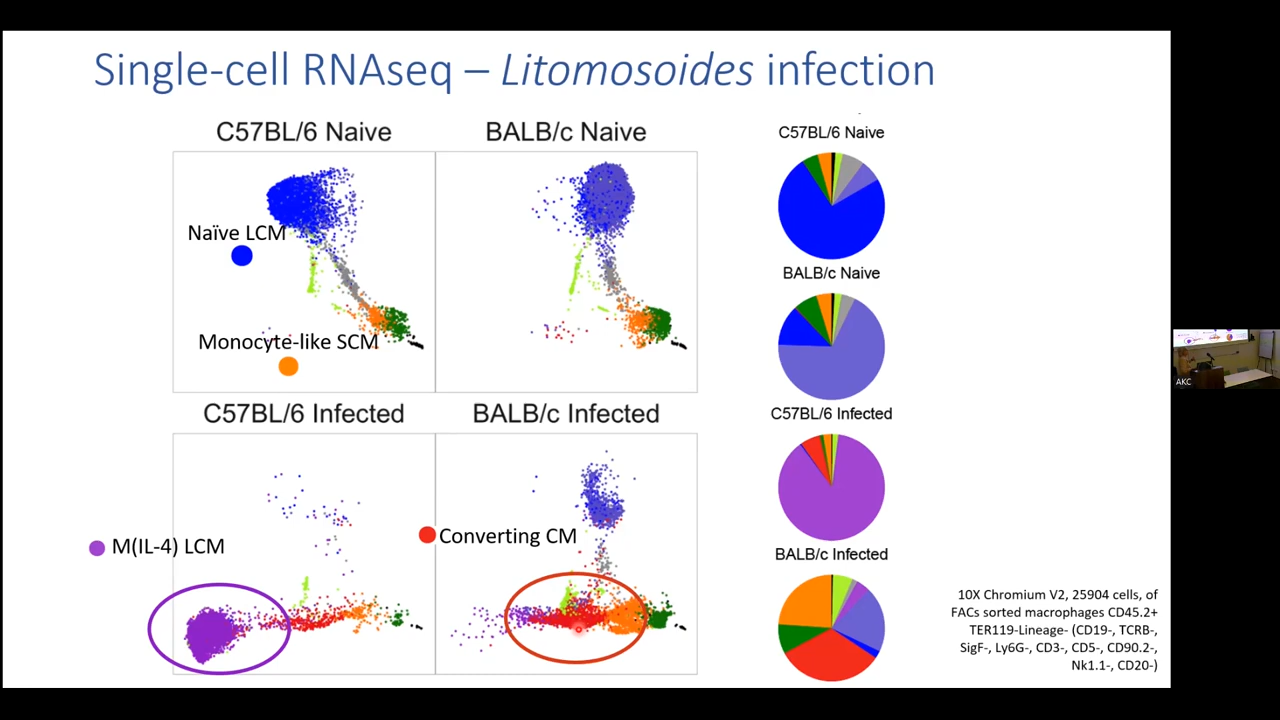 Single-cell RNAseq – Litomosoides infection
C57BL/6 Naive
BALB/c Naive
Naïve LCM
Monocyte-like SCM
C57BL/6 Infected
BALB/c Infected
M(IL-4) LCM
Converting CM
C57BL/6 Naive
BALB/c Naive
C57BL/6 Infected
BALB/c Infected
10X Chromium V2, 25904 cells, of
FACs sorted macrophages CD45.2+
TER119-Lineage- (CD19-, TCRB-,
SigF-, Ly6G-, CD3-, CD5-, CD90.2-,
Nk1.1-, CD20-)
AKC